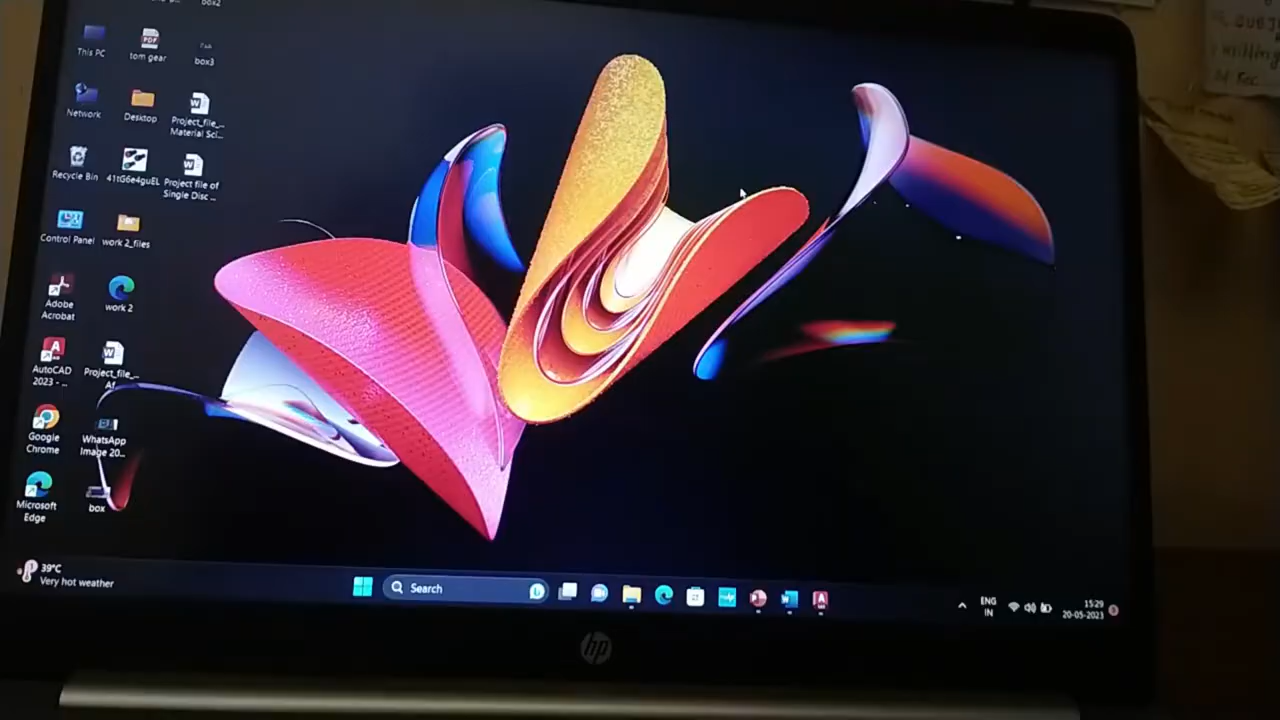 box2
This PC
tom gear
box3
Network
Desktop
Project_file_...
Material Sci...
Recycle Bin
41tG6e4guEL
Project file of
Single Disc ...
Control Panel
work 2_files
Adobe
Acrobat
work 2
AutoCAD
2023 - ...
Project_file_...
Google
Chrome
WhatsApp
Image 20...
Microsoft
Edge
box
39°C
Very hot weather
Search
ENG
IN
15:29
20-05-2023
hp